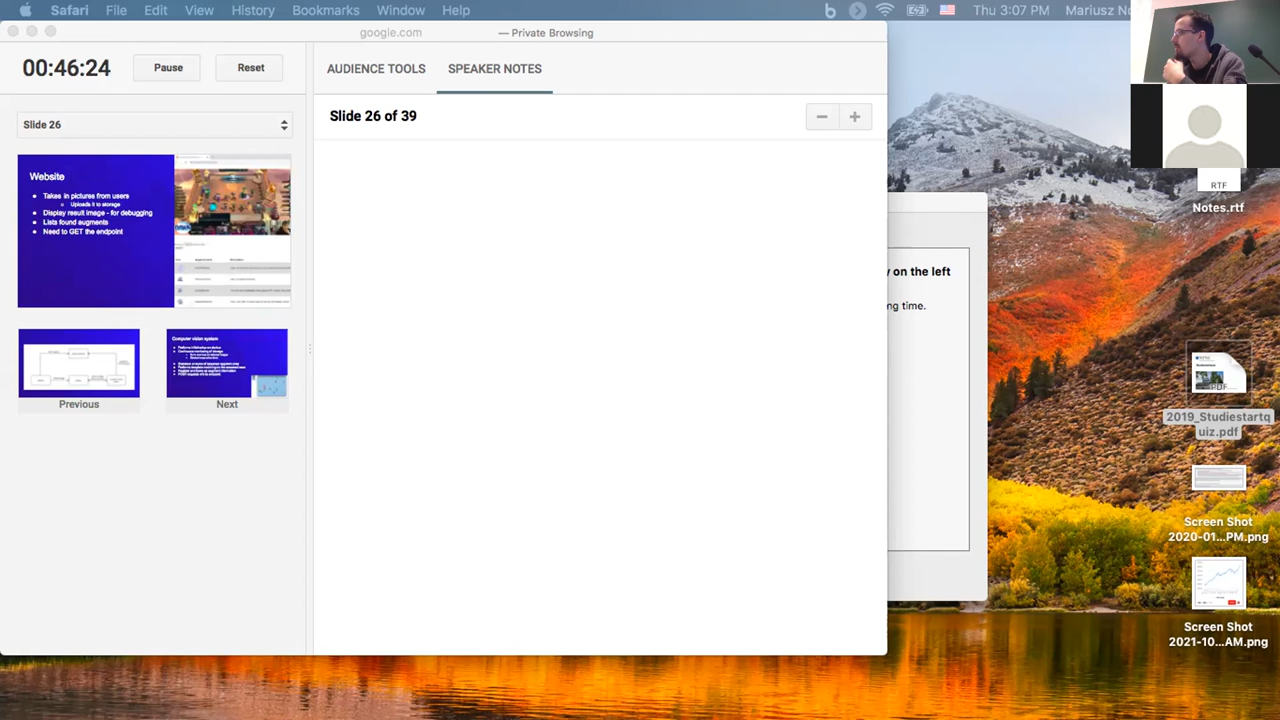 Safari File Edit View History Bookmarks Window Help
Thu 3:07 PM Mariusz No
google.com — Private Browsing
00:46:24 Pause Reset
AUDIENCE TOOLS SPEAKER NOTES
Slide 26
Slide 26 of 39
Website
Takes in pictures from users
Uploads it to storage
Display result image - for debugging
Lists found augments
Need to GET the endpoint
Computer vision system
Previous
Next
y on the left
ng time.
RTF
Notes.rtf
PDF
2019_Studiestartq
uiz.pdf
Screen Shot
2020-01...PM.png
Screen Shot
2021-10...AM.png